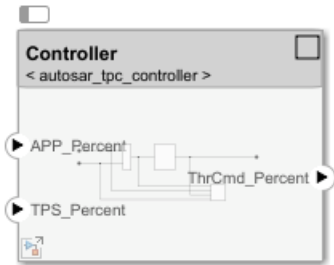 Controller
< autosar_tpc_controller >
APP_Percent
ThrCmd_Percent
TPS_Percent